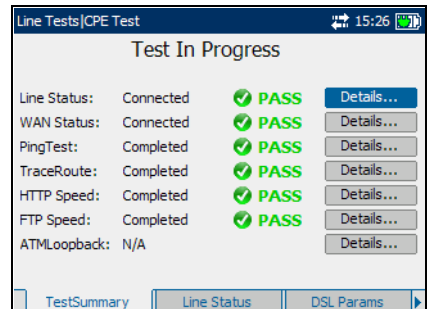 Line Tests|CPE Test 15:26
Test In Progress
Line Status: Connected PASS Details...
WAN Status: Connected PASS Details...
PingTest: Completed PASS Details...
TraceRoute: Completed PASS Details...
HTTP Speed: Completed PASS Details...
FTP Speed: Completed PASS Details...
ATMLoopback: N/A Details...
TestSummary Line Status DSL Params